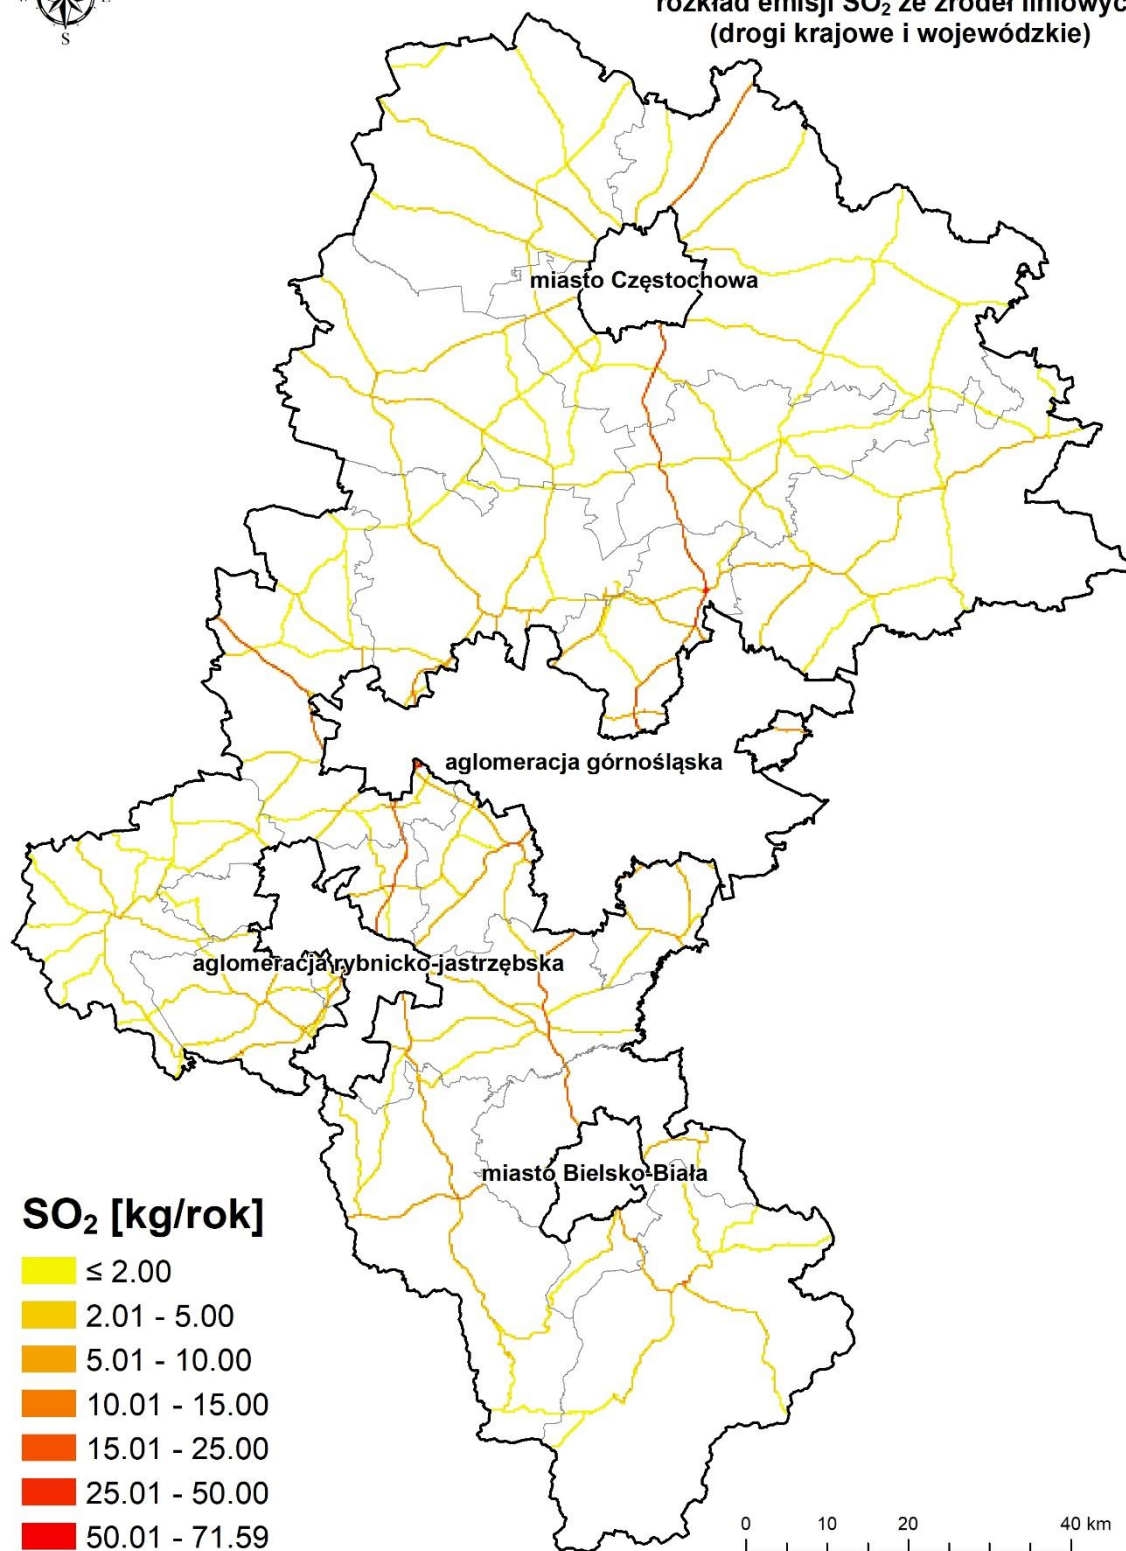 S
rozkład emisji SO₂ ze źródeł liniowych
(drogi krajowe i wojewódzkie)
miasto Częstochowa
aglomeracja górnośląska
aglomeracja rybnicko-jastrzębska
miasto Bielsko-Biała
SO₂ [kg/rok]
≤ 2.00
2.01 - 5.00
5.01 - 10.00
10.01 - 15.00
15.01 - 25.00
25.01 - 50.00
50.01 - 71.59
0 10 20 40 km